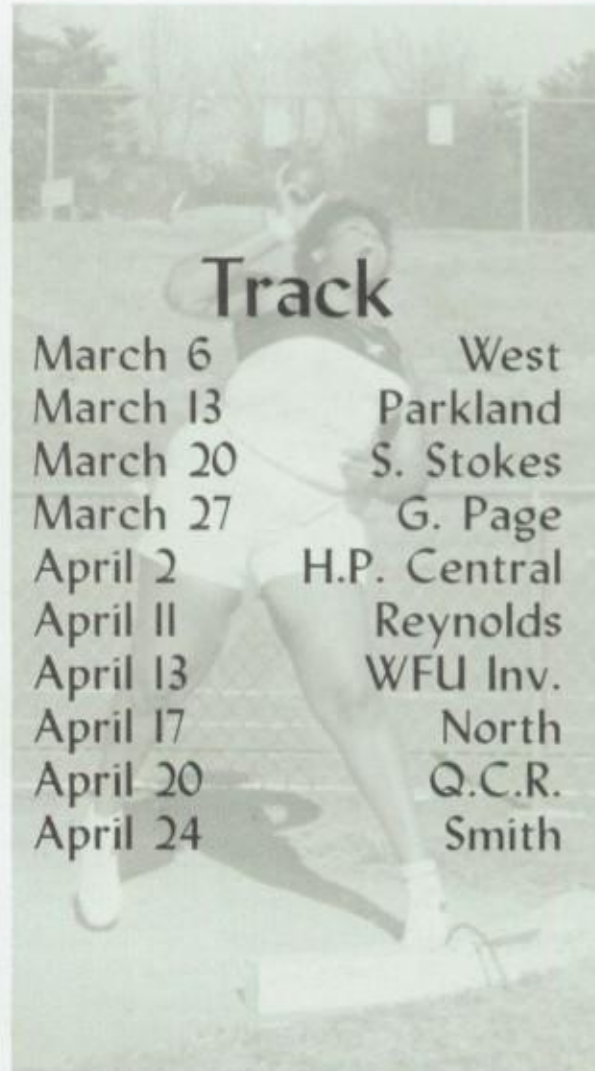 Track
March 6 West
March 13 Parkland
March 20 S. Stokes
March 27 G. Page
April 2 H.P. Central
April 11 Reynolds
April 13 WFU Inv.
April 17 North
April 20 Q.C.R.
April 24 Smith